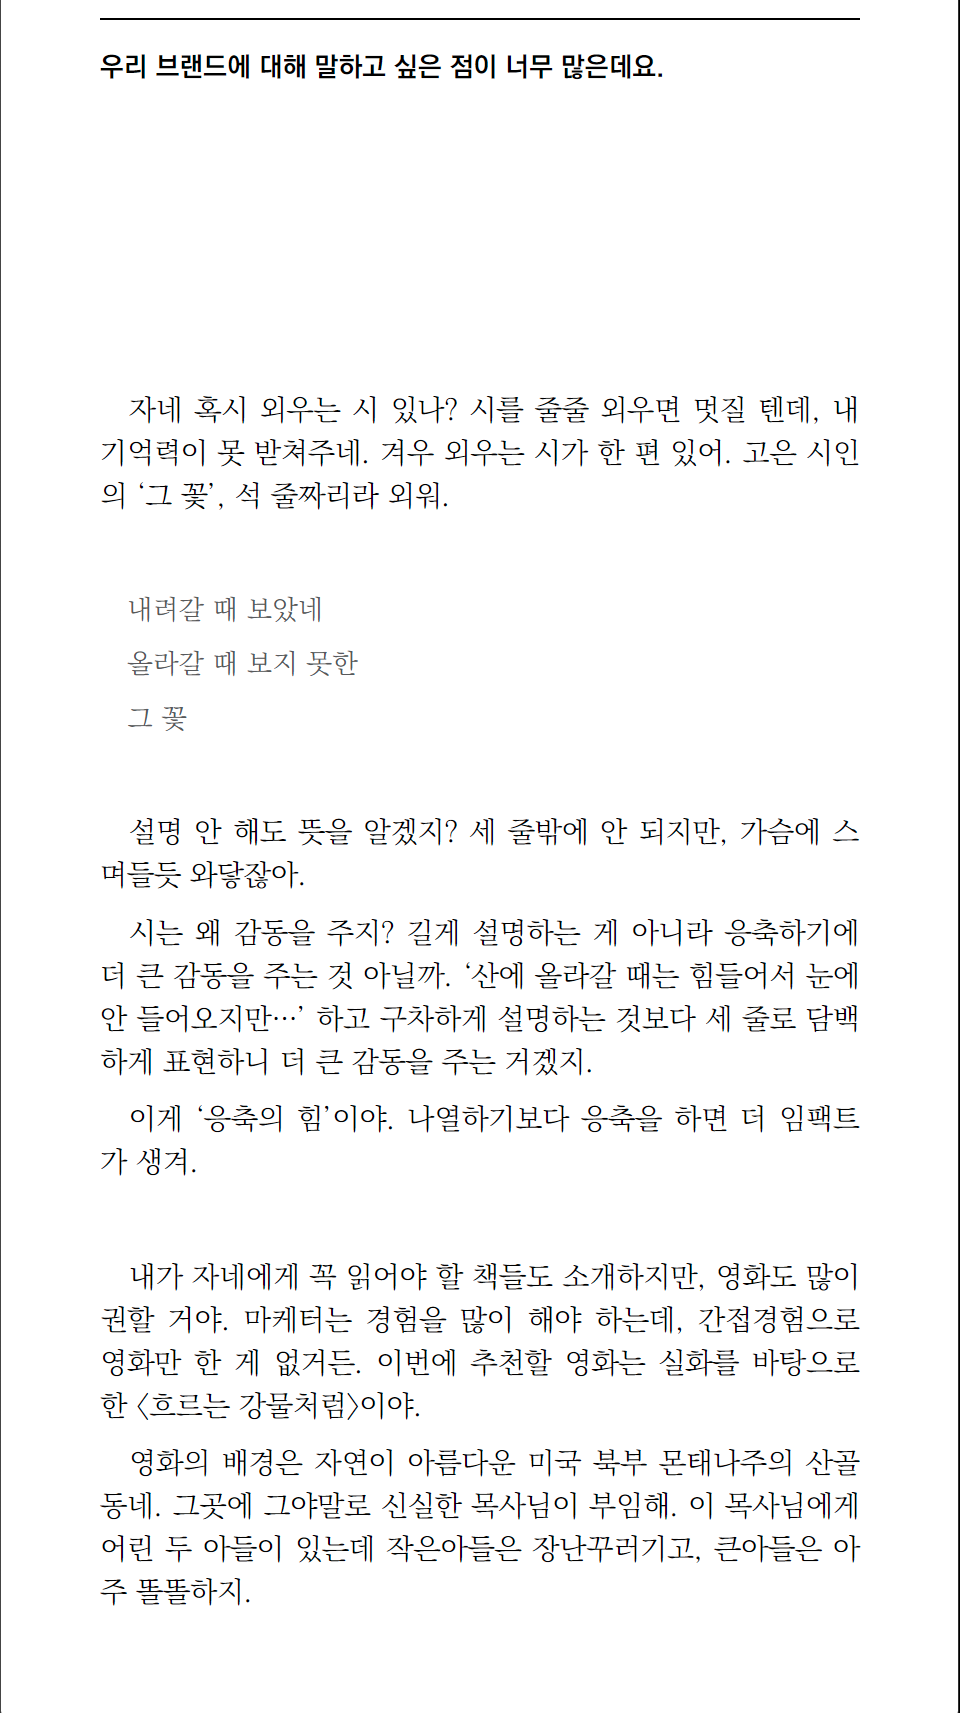 우리 브랜드에 대해 말하고 싶은 점이 너무 많은데요.
자네 혹시 외우는 시 있나? 시를 줄줄 외우면 멋질 텐데, 내
기억력이 못 받쳐주네. 겨우 외우는 시가 한 편 있어. 고은 시인
의 ‘그 꽃’, 석 줄짜리라 외워.
내려갈 때 보았네
올라갈 때 보지 못한
그 꽃
설명 안 해도 뜻을 알겠지? 세 줄밖에 안 되지만, 가슴에 스
며들듯 와닿잖아.
시는 왜 감동을 주지? 길게 설명하는 게 아니라 응축하기에
더 큰 감동을 주는 것 아닐까. ‘산에 올라갈 때는 힘들어서 눈에
안 들어오지만…’ 하고 구차하게 설명하는 것보다 세 줄로 담백
하게 표현하니 더 큰 감동을 주는 거겠지.
이게 ‘응축의 힘’이야. 나열하기보다 응축을 하면 더 임팩트
가 생겨.
내가 자네에게 꼭 읽어야 할 책들도 소개하지만, 영화도 많이
권할 거야. 마케터는 경험을 많이 해야 하는데, 간접경험으로
영화만 한 게 없거든. 이번에 추천할 영화는 실화를 바탕으로
한 〈흐르는 강물처럼〉이야.
영화의 배경은 자연이 아름다운 미국 북부 몬태나주의 산골
동네. 그곳에 그야말로 신실한 목사님이 부임해. 이 목사님에게
어린 두 아들이 있는데 작은아들은 장난꾸러기고, 큰아들은 아
주 똘똘하지.